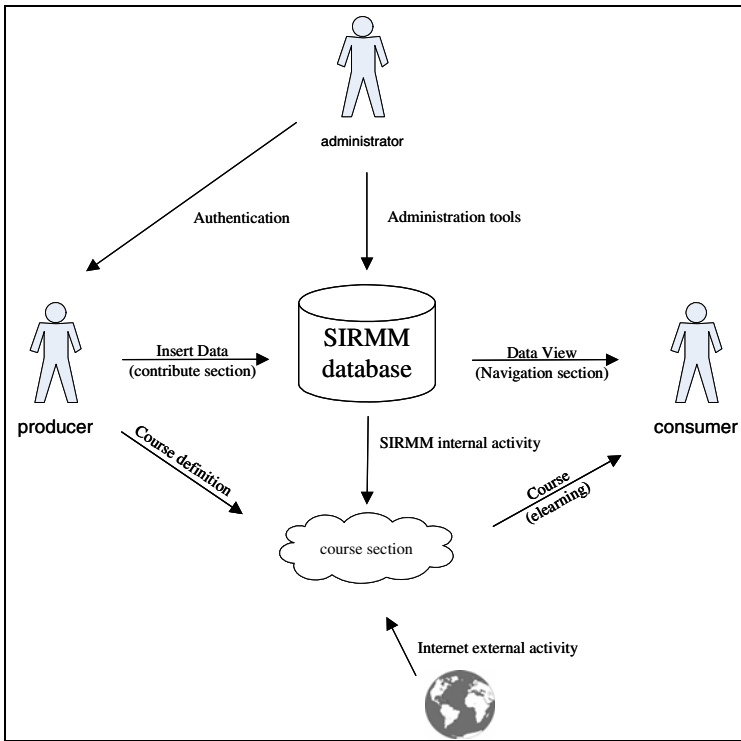 administrator
Authentication
Administration tools
SIRMM
database
Insert Data
(contribute section)
Data View
(Navigation section)
producer
consumer
Course definition
SIRMM internal activity
Course
(elearning)
course section
Internet external activity